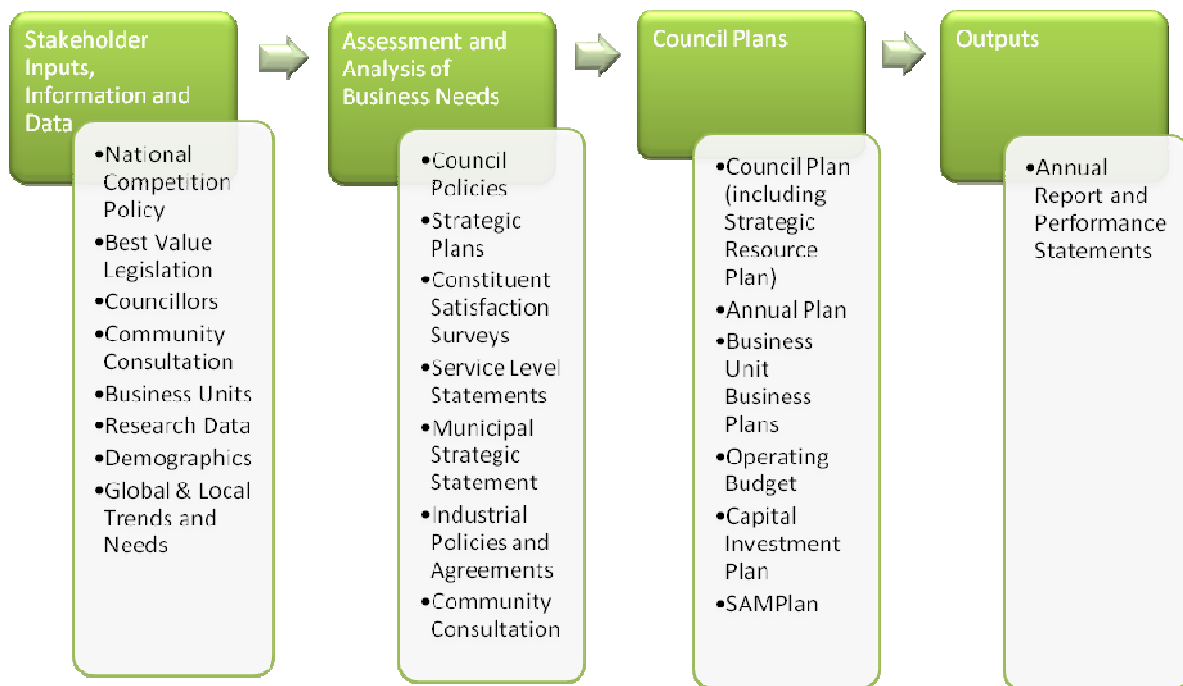 Stakeholder
Inputs,
Information and
Data
•National
Competition
Policy
•Best Value
Legislation
•Councillors
•Community
Consultation
•Business Units
•Research Data
•Demographics
•Global & Local
Trends and
Needs
Assessment and
Analysis of
Business Needs
•Council
Policies
•Strategic
Plans
•Constituent
Satisfaction
Surveys
•Service Level
Statements
•Municipal
Strategic
Statement
•Industrial
Policies and
Agreements
•Community
Consultation
Council Plans
•Council Plan
(including
Strategic
Resource
Plan)
•Annual Plan
•Business
Unit
Business
Plans
•Operating
Budget
•Capital
Investment
Plan
•SAMPlan
Outputs
•Annual
Report and
Performance
Statements